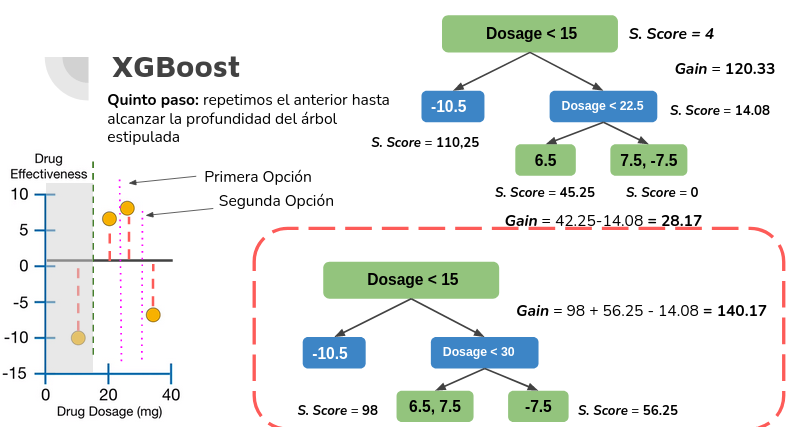 XGBoost
Quinto paso: repetimos el anterior hasta
alcanzar la profundidad del árbol
estipulada
Drug
Effectiveness
10
5
0
-5
-10
-15
0
20
40
Drug Dosage (mg)
Primera Opción
Segunda Opción
Dosage < 15
S. Score = 4
Gain = 120.33
-10.5
Dosage < 22.5
S. Score = 14.08
S. Score = 110,25
6.5
7.5, -7.5
S. Score = 45.25
S. Score = 0
Gain = 42.25-14.08 = 28.17
Dosage < 15
Gain = 98 + 56.25 - 14.08 = 140.17
-10.5
Dosage < 30
S. Score = 98
6.5, 7.5
-7.5
S. Score = 56.25